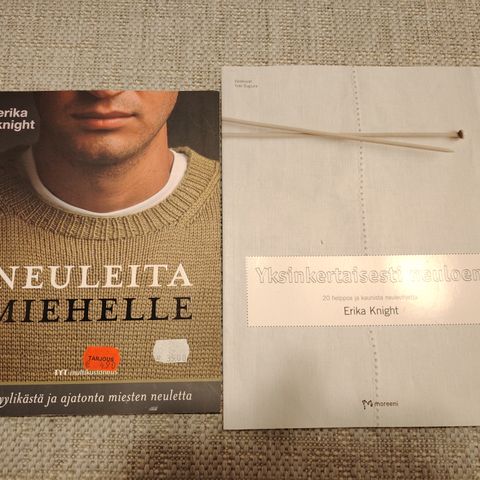 erika
knight
NEULEITA
MIEHELLE
TARJOUS
multikustannus
tyylikästä ja ajatonta miesten neuletta
Yksinkertaisesti neuloen
20 helppoa ja kaunista
Erika Knight
moreeni